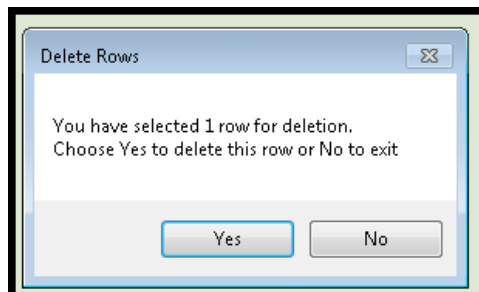 Delete Rows
You have selected 1 row for deletion.
Choose Yes to delete this row or No to exit
Yes
No